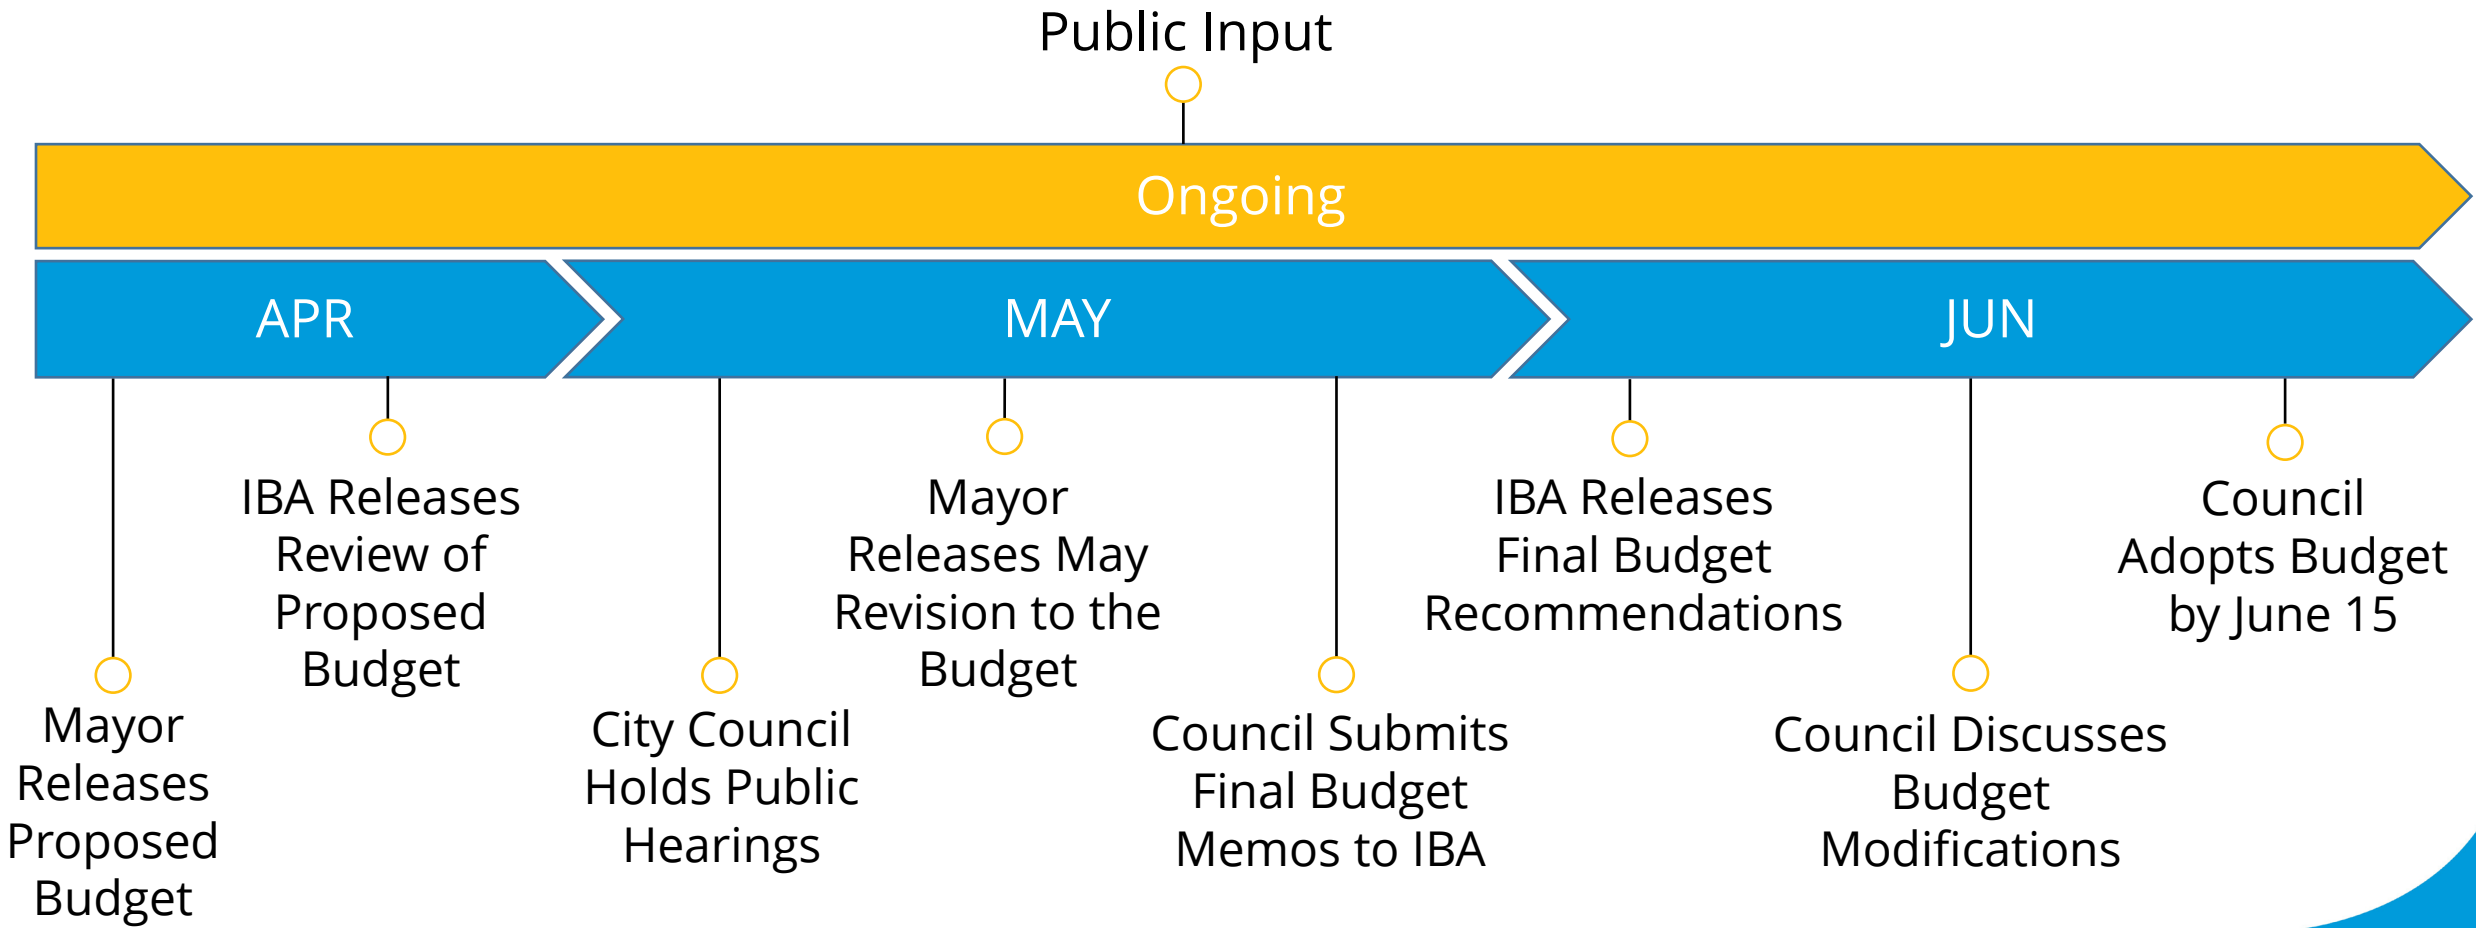 Public Input
Ongoing
APR
MAY
JUN
Mayor
Releases
Proposed
Budget
IBA Releases
Review of
Proposed
Budget
City Council
Holds Public
Hearings
Mayor
Releases May
Revision to the
Budget
Council Submits
Final Budget
Memos to IBA
IBA Releases
Final Budget
Recommendations
Council Discusses
Budget
Modifications
Council
Adopts Budget
by June 15